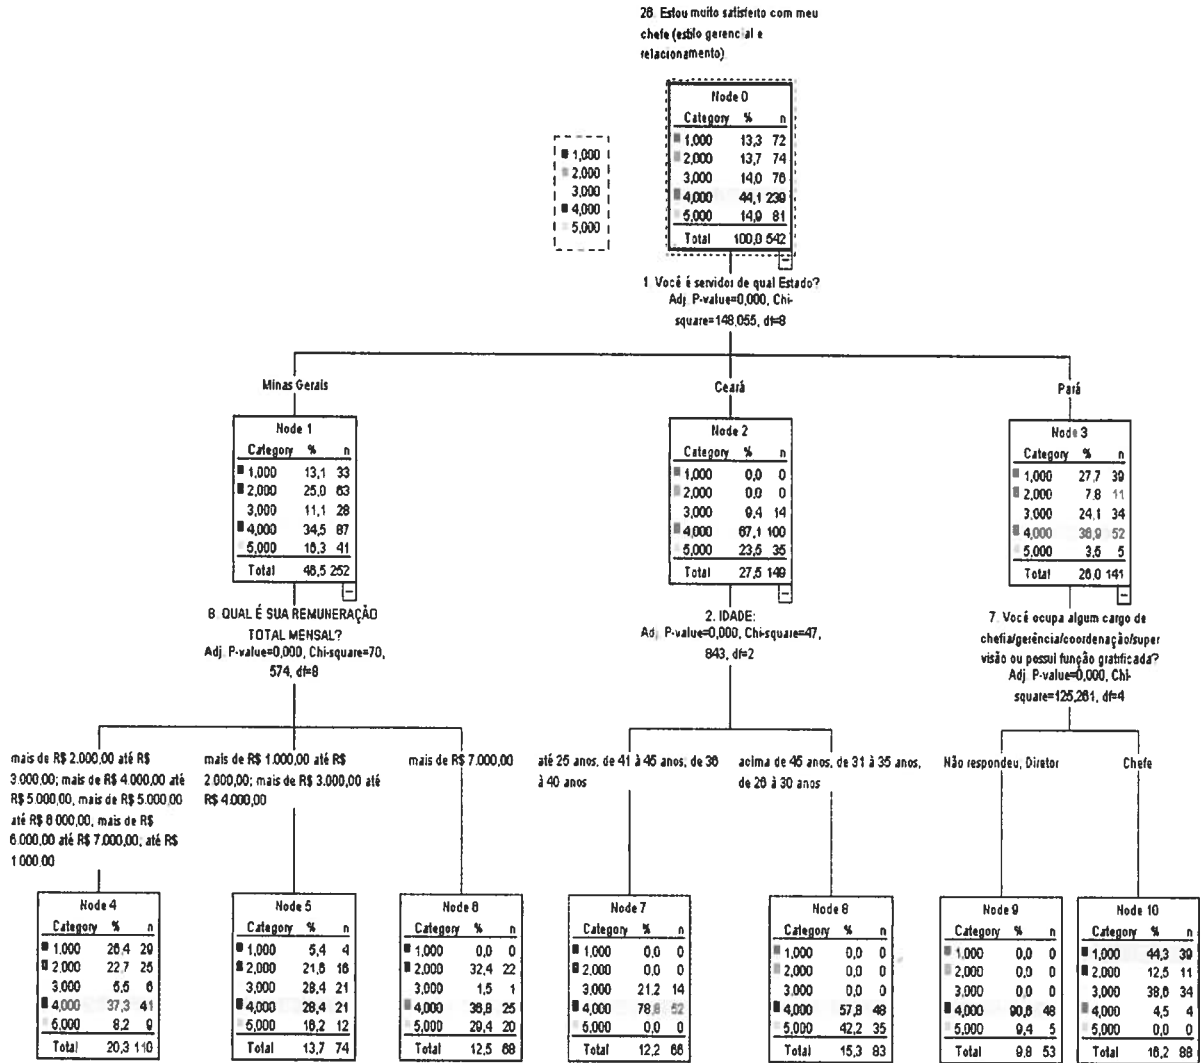 26. Estou muito satisfeito com meu
chefe (estilo gerencial e
relacionamento)
Node 0
Category % n
1,000 13,3 72
2,000 13,7 74
3,000 14,0 76
4,000 44,1 239
5,000 14,9 81
Total 100,0 542
1,000
2,000
3,000
4,000
5,000
1. Você é servidor de qual Estado?
Adj. P-value=0,000, Chi-
square=148,055, df=8
Minas Gerais
Node 1
Category % n
1,000 13,1 33
2,000 25,0 63
3,000 11,1 28
4,000 34,5 87
5,000 16,3 41
Total 46,5 252
8. QUAL É SUA REMUNERAÇÃO
TOTAL MENSAL?
Adj. P-value=0,000, Chi-square=70,
574, df=8
Ceará
Node 2
Category % n
1,000 0,0 0
2,000 0,0 0
3,000 9,4 14
4,000 67,1 100
5,000 23,5 35
Total 27,5 149
2. IDADE:
Adj. P-value=0,000, Chi-square=47,
843, df=2
Pará
Node 3
Category % n
1,000 27,7 39
2,000 7,8 11
3,000 24,1 34
4,000 36,9 52
5,000 3,5 5
Total 26,0 141
7. Você ocupa algum cargo de
chefia/gerência/coordenação/super
visão ou possui função gratificada?
Adj. P-value=0,000, Chi-
square=125,261, df=4
mais de R$ 2.000,00 até R$
3.000,00; mais de R$ 4.000,00 até
R$ 5.000,00, mais de R$ 5.000,00
até R$ 6.000,00, mais de R$
6.000,00 até R$ 7.000,00; até R$
1.000,00
Node 4
Category % n
1,000 26,4 29
2,000 22,7 25
3,000 5,5 6
4,000 37,3 41
5,000 8,2 9
Total 20,3 110
mais de R$ 1.000,00 até R$
2.000,00; mais de R$ 3.000,00 até
R$ 4.000,00
Node 5
Category % n
1,000 5,4 4
2,000 21,6 16
3,000 28,4 21
4,000 28,4 21
5,000 16,2 12
Total 13,7 74
mais de R$ 7.000,00
Node 6
Category % n
1,000 0,0 0
2,000 32,4 22
3,000 1,5 1
4,000 36,8 25
5,000 29,4 20
Total 12,5 68
até 25 anos, de 41 à 45 anos, de 36
à 40 anos
Node 7
Category % n
1,000 0,0 0
2,000 0,0 0
3,000 21,2 14
4,000 78,8 52
5,000 0,0 0
Total 12,2 66
acima de 46 anos, de 31 à 35 anos,
de 26 à 30 anos
Node 8
Category % n
1,000 0,0 0
2,000 0,0 0
3,000 0,0 0
4,000 57,8 48
5,000 42,2 35
Total 15,3 83
Não respondeu, Diretor
Node 9
Category % n
1,000 0,0 0
2,000 0,0 0
3,000 0,0 0
4,000 90,6 48
5,000 9,4 5
Total 9,8 53
Chefe
Node 10
Category % n
1,000 44,3 39
2,000 12,5 11
3,000 38,6 34
4,000 4,5 4
5,000 0,0 0
Total 16,2 88